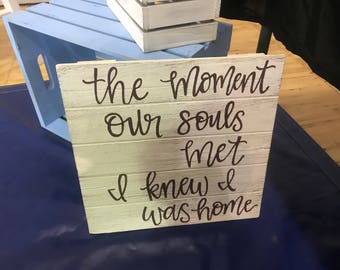 the moment
our souls
met
I knew I
was home